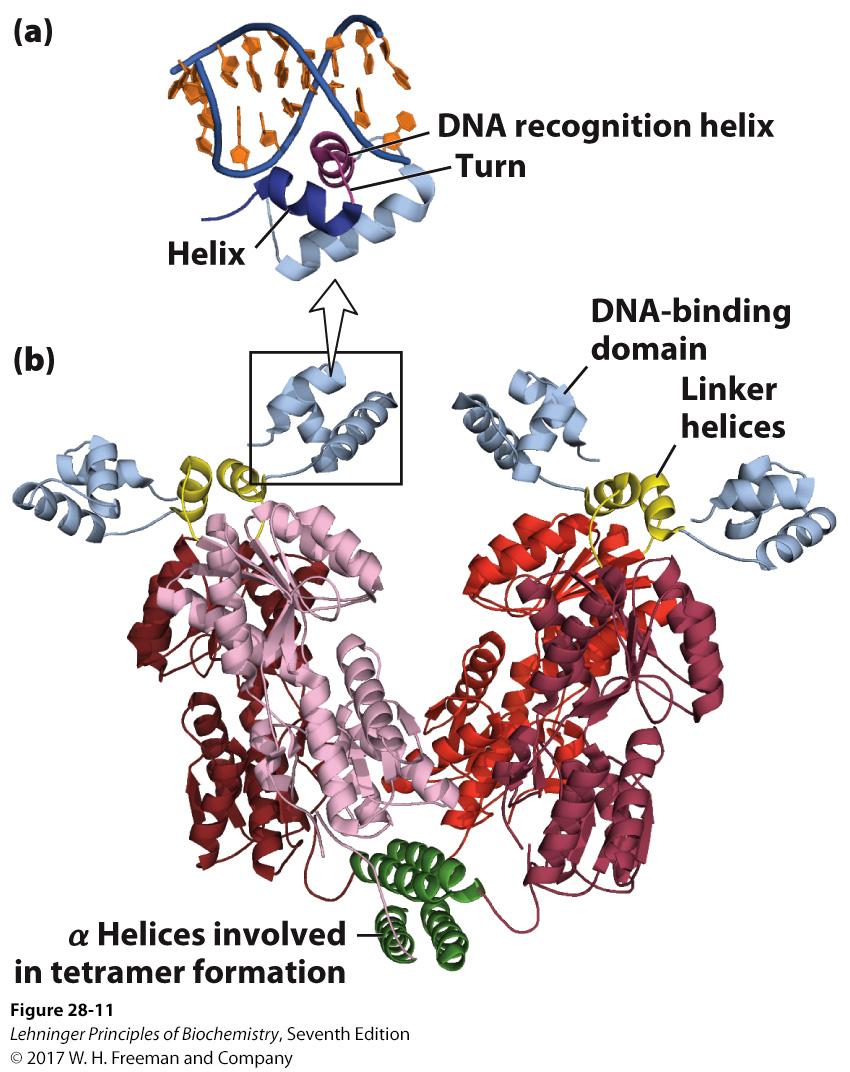 (a)
DNA recognition helix
Turn
Helix
(b)
DNA-binding
domain
Linker
helices
α Helices involved
in tetramer formation
Figure 28-11
Lehninger Principles of Biochemistry, Seventh Edition
© 2017 W. H. Freeman and Company